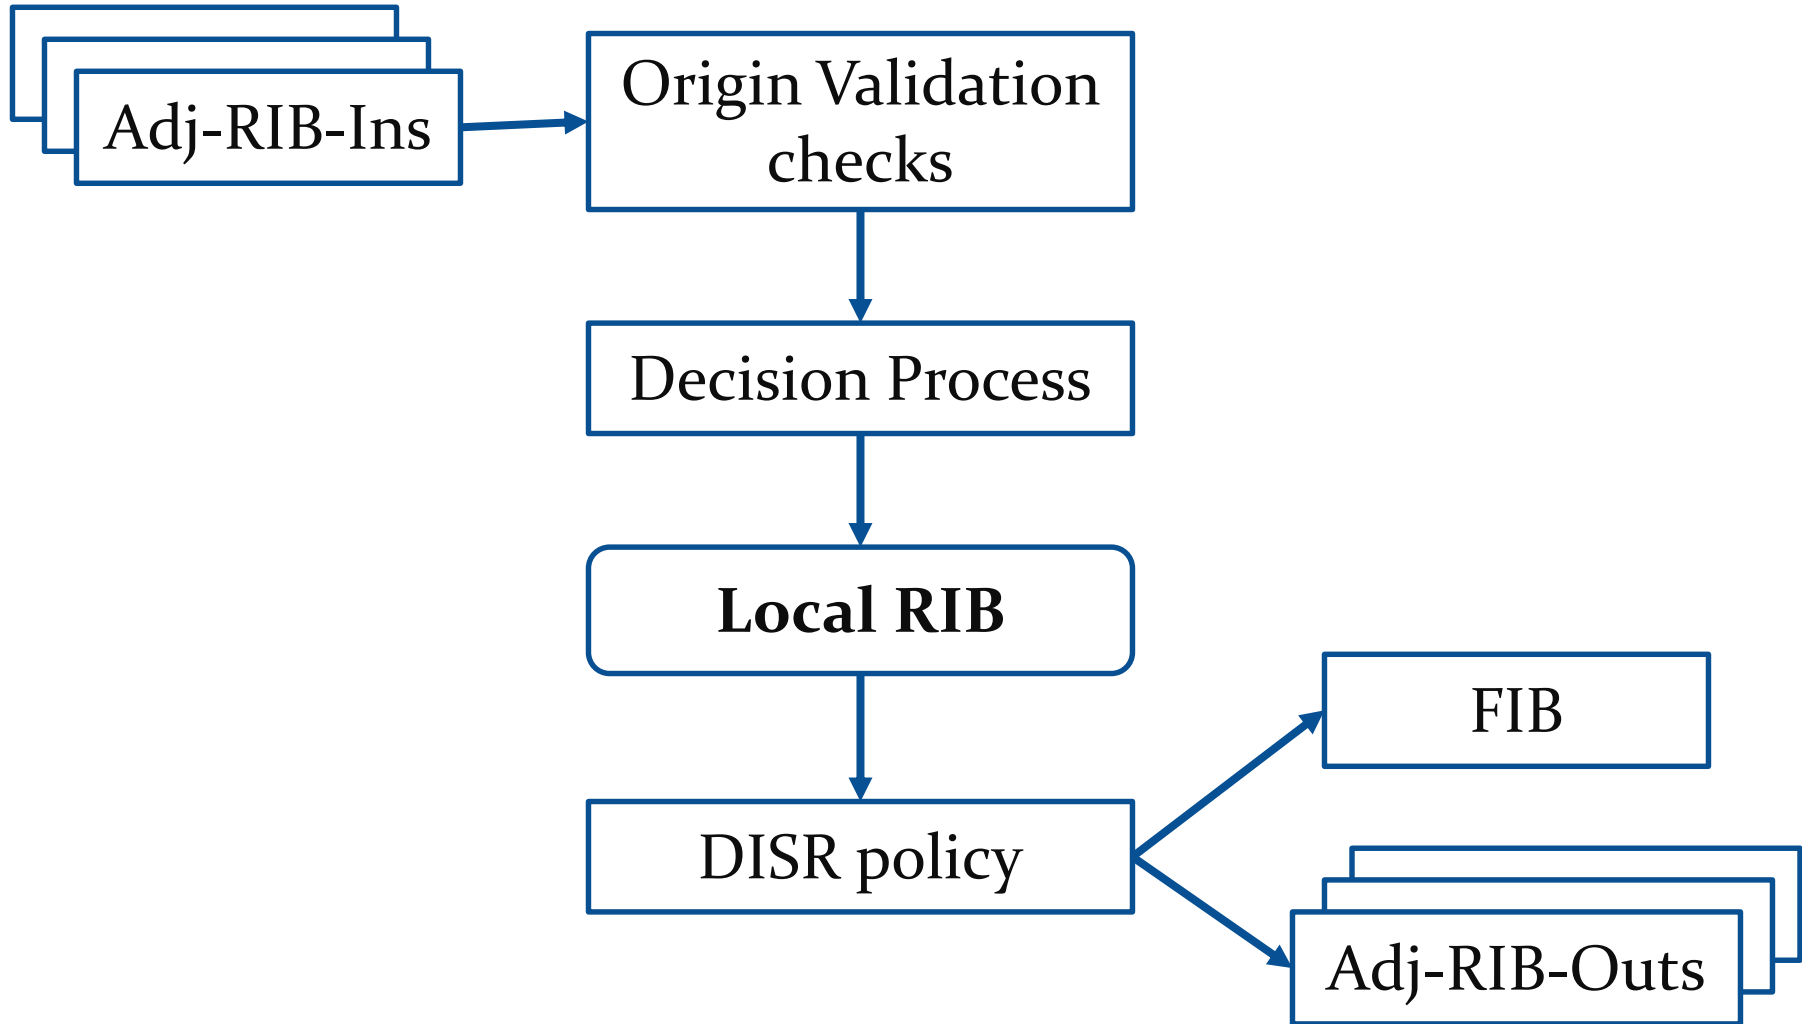 Adj-RIB-Ins
Origin Validation
checks
Decision Process
Local RIB
FIB
DISR policy
Adj-RIB-Outs